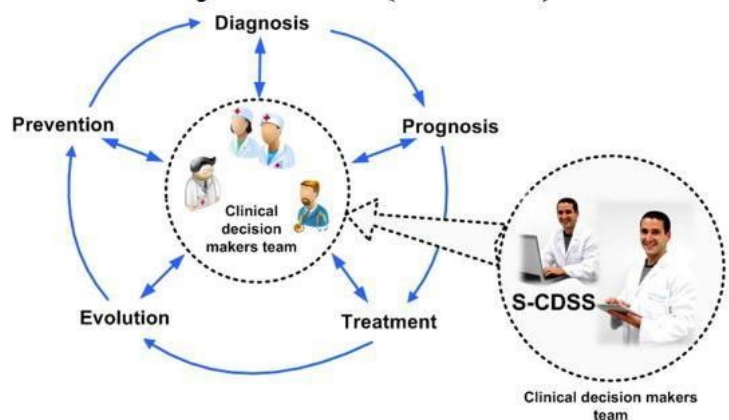 Diagnosis
Prevention
Prognosis
Clinical
decision
makers team
S-CDSS
Evolution
Treatment
Clinical decision makers
team